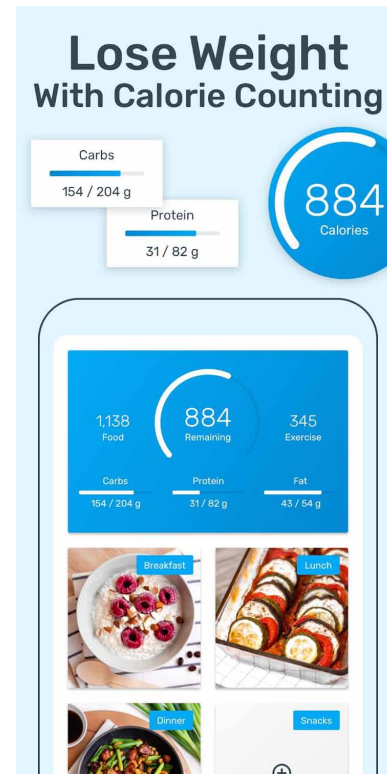 Lose Weight
With Calorie Counting
Carbs
154 / 204 g
Protein
31 / 82 g
884
Calories
1,138
Food
884
Remaining
345
Exercise
Carbs
154 / 204 g
Protein
31 / 82 g
Fat
43 / 54 g
Breakfast
Lunch
Dinner
Snacks